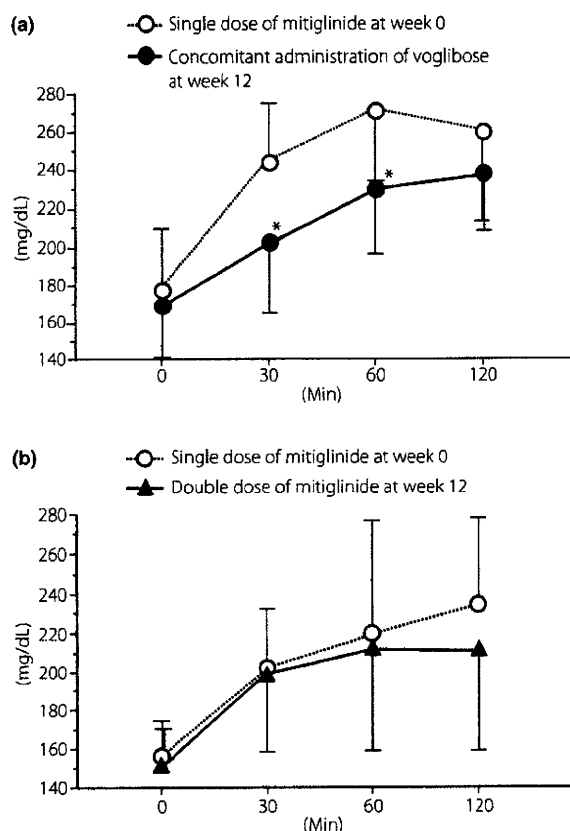 (a)
Single dose of mitiglinide at week 0
Concomitant administration of voglibose
at week 12
280
260
240
220
200
180
160
140
(mg/dL)
*
*
0 30 60 120
(Min)
(b)
Single dose of mitiglinide at week 0
Double dose of mitiglinide at week 12
280
260
240
220
200
180
160
140
(mg/dL)
0 30 60 120
(Min)